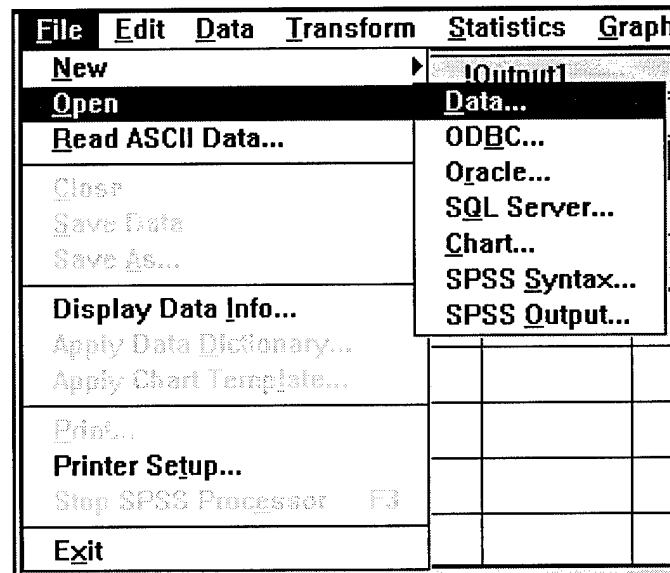 File Edit Data Transform Statistics Graph
New
!Output1
Open
Data...
Read ASCII Data...
ODBC...
Oracle...
Close
SQL Server...
Save Data
Chart...
Save As...
SPSS Syntax...
Display Data Info...
SPSS Output...
Apply Data Dictionary...
Apply Chart Template...
Print...
Printer Setup...
Stop SPSS Processor F3
Exit